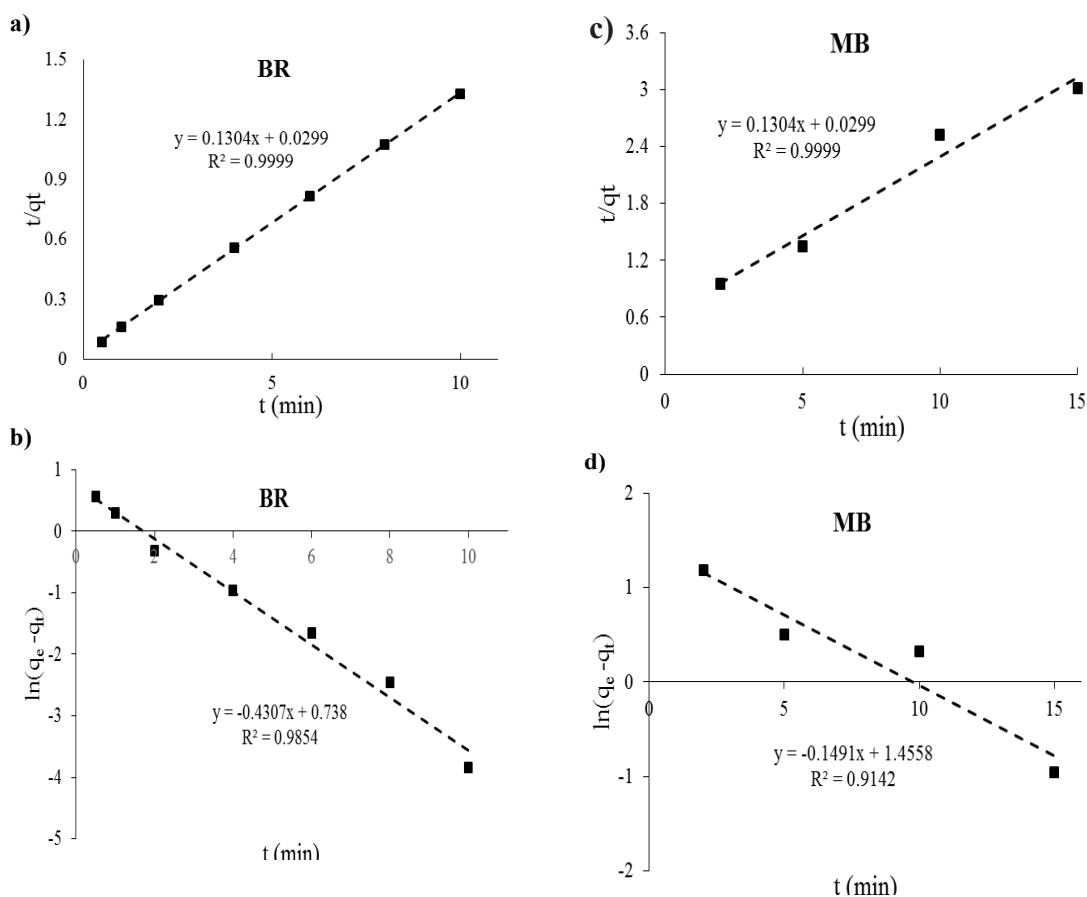 a)
BR
1.5
1.2
0.9
0.6
0.3
0
y = 0.1304x + 0.0299
R² = 0.9999
t/qt
0 5 10
t (min)
c)
MB
3.6
3
2.4
1.8
1.2
0.6
0
y = 0.1304x + 0.0299
R² = 0.9999
t/qt
0 5 10 15
t (min)
b)
BR
1
0
-1
-2
-3
-4
-5
0 2 4 6 8 10
ln(qₑ -qₜ)
y = -0.4307x + 0.738
R² = 0.9854
t (min)
d)
MB
2
1
0
-1
-2
0 5 10 15
ln(qₑ -qₜ)
y = -0.1491x + 1.4558
R² = 0.9142
t (min)